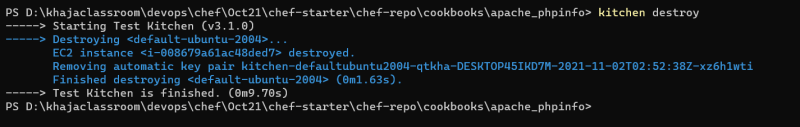 PS D:\khajaclassroom\devops\chef\Oct21\chef-starter\chef-repo\cookbooks\apache_phpinfo> kitchen destroy
-----> Starting Test Kitchen (v3.1.0)
-----> Destroying <default-ubuntu-2004>...
EC2 instance <i-008679a61ac48ded7> destroyed.
Removing automatic key pair kitchen-defaultubuntu2004-qtkha-DESKTOP45IKD7M-2021-11-02T02:52:38Z-xz6h1wti
Finished destroying <default-ubuntu-2004> (0m1.63s).
-----> Test Kitchen is finished. (0m9.70s)
PS D:\khajaclassroom\devops\chef\Oct21\chef-starter\chef-repo\cookbooks\apache_phpinfo>